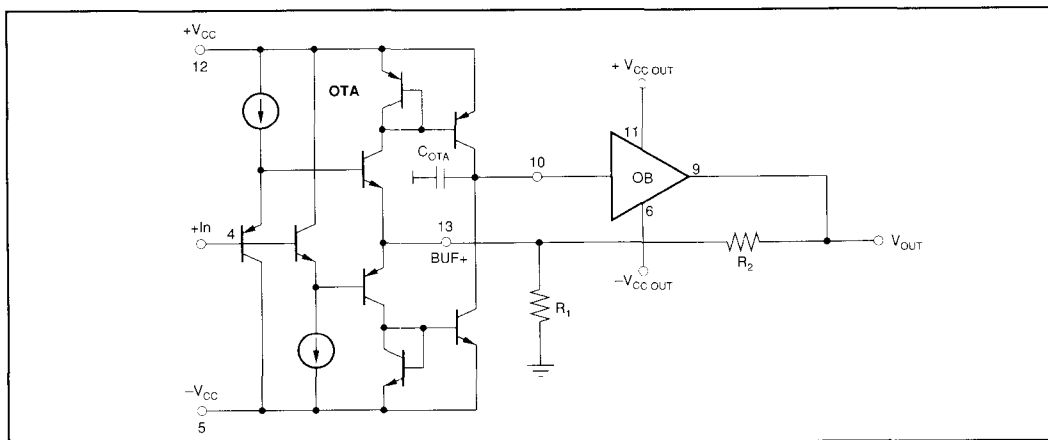 +V_CC
12
OTA
+ V_CC OUT
11
C_OTA
10
OB
9
6
+In
4
13
BUF+
R_2
V_OUT
−V_CC OUT
R_1
−V_CC
5